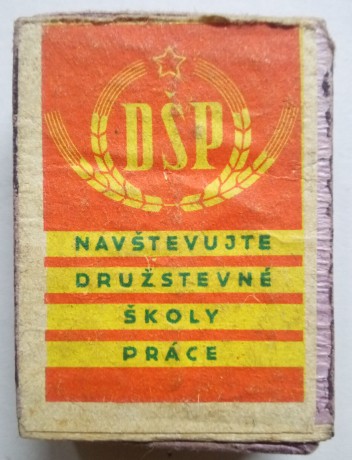 DŠP
NAVŠTEVUJTE
DRUŽSTEVNÉ
ŠKOLY
PRÁCE